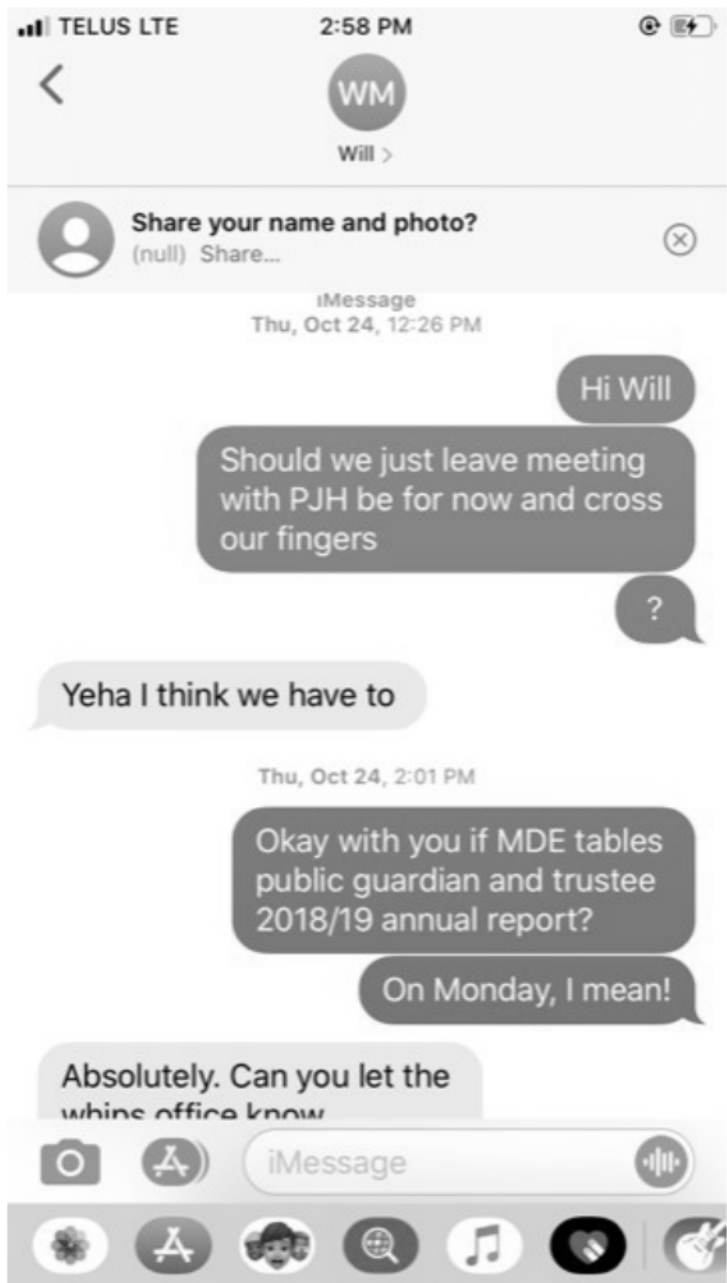 TELUS LTE 2:58 PM
WM
Will >
Share your name and photo?
(null) Share...
iMessage
Thu, Oct 24, 12:26 PM
Hi Will
Should we just leave meeting
with PJH be for now and cross
our fingers
?
Yeha I think we have to
Thu, Oct 24, 2:01 PM
Okay with you if MDE tables
public guardian and trustee
2018/19 annual report?
On Monday, I mean!
Absolutely. Can you let the
whips office know
iMessage